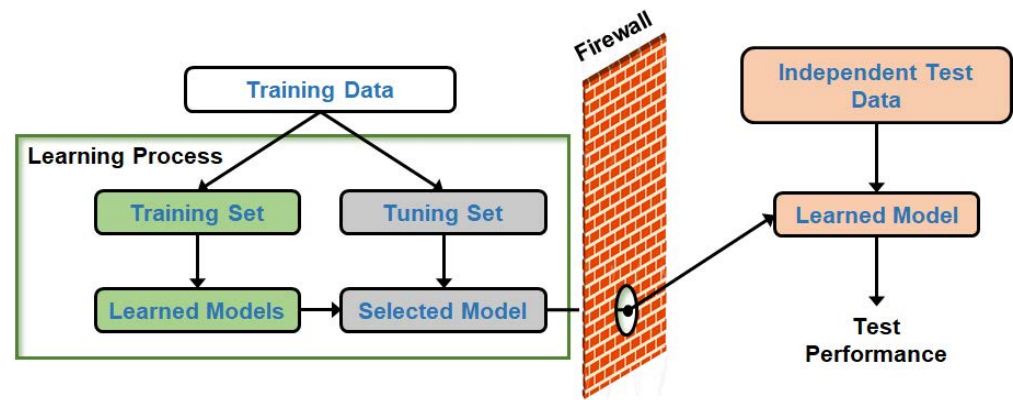 Firewall
Training Data
Independent Test
Data
Learning Process
Training Set
Tuning Set
Learned Model
Learned Models
Selected Model
Test
Performance